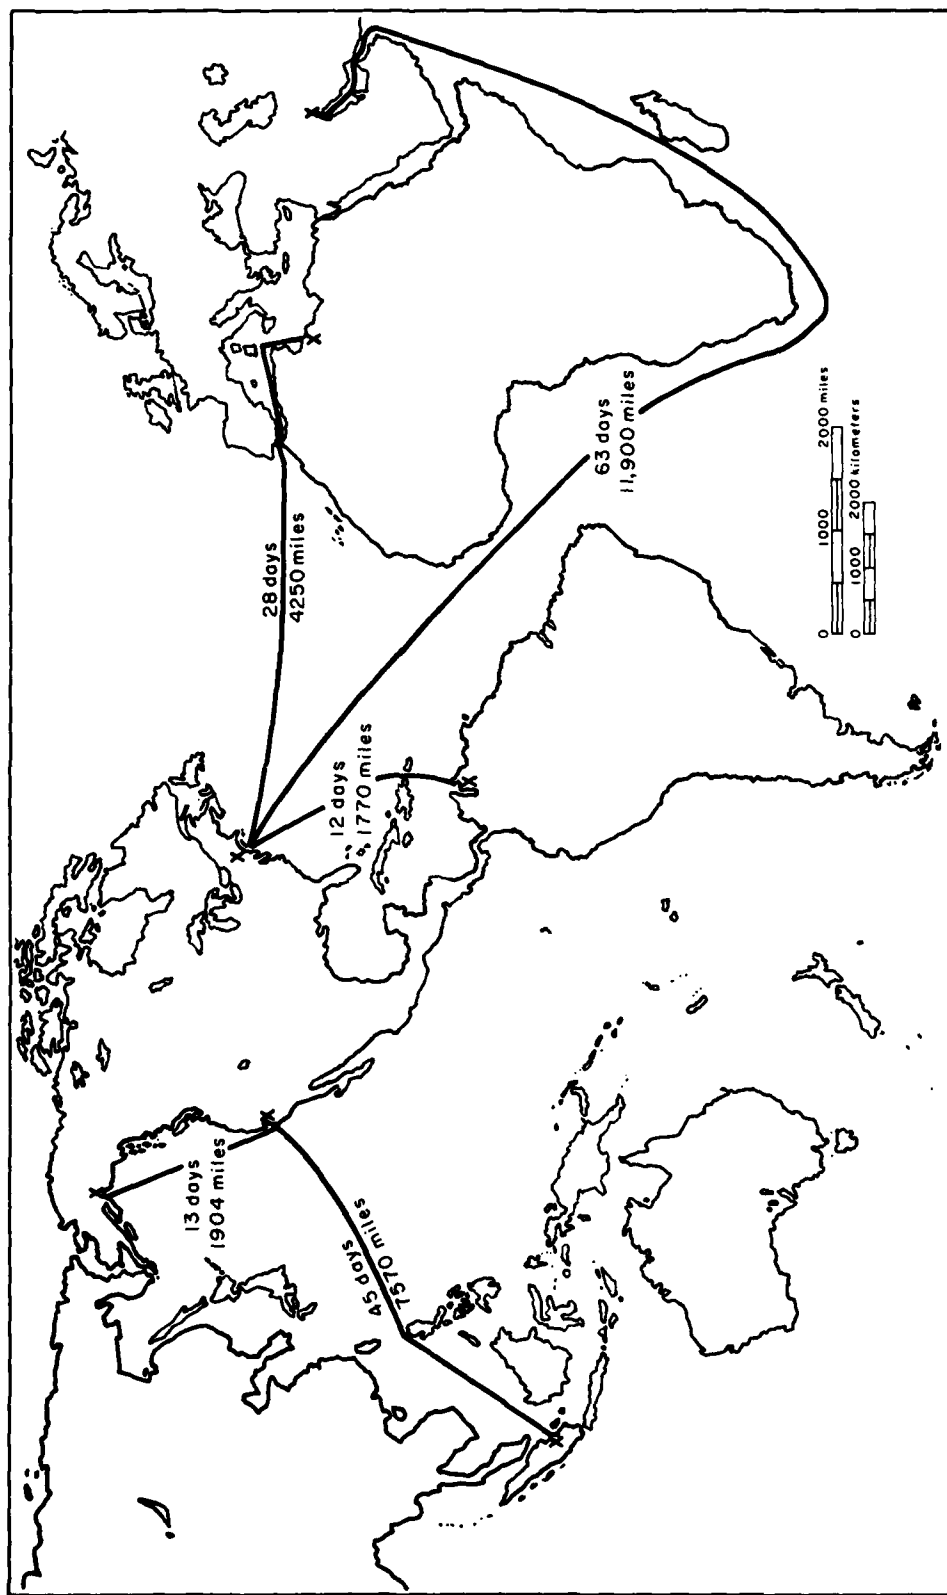 13 days
1904 miles
45 days
7570 miles
12 days
1770 miles
28 days
4250 miles
63 days
11,900 miles
0 1000 2000 miles
0 1000 2000 kilometers